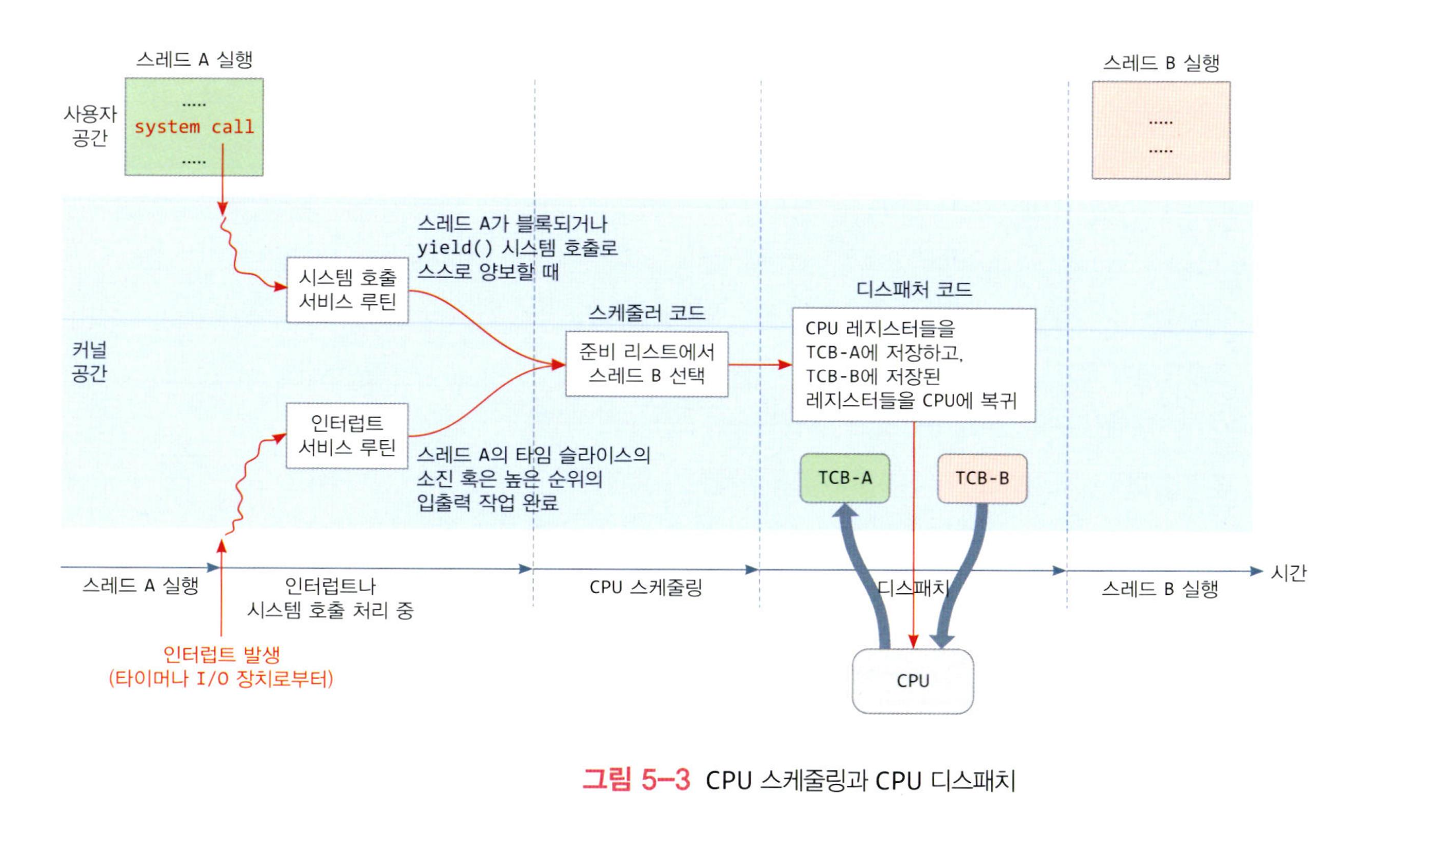 스레드 A 실행
스레드 B 실행
사용자
공간
.....
system call
.....
.....
.....
스레드 A가 블록되거나
yield() 시스템 호출로
스스로 양보할 때
시스템 호출
서비스 루틴
스케줄러 코드
준비 리스트에서
스레드 B 선택
디스패처 코드
CPU 레지스터들을
TCB-A에 저장하고,
TCB-B에 저장된
레지스터들을 CPU에 복귀
커널
공간
인터럽트
서비스 루틴
스레드 A의 타임 슬라이스의
소진 혹은 높은 순위의
입출력 작업 완료
TCB-A
TCB-B
스레드 A 실행
인터럽트나
시스템 호출 처리 중
CPU 스케줄링
디스패치
스레드 B 실행
시간
인터럽트 발생
(타이머나 I/O 장치로부터)
CPU
그림 5-3 CPU 스케줄링과 CPU 디스패치